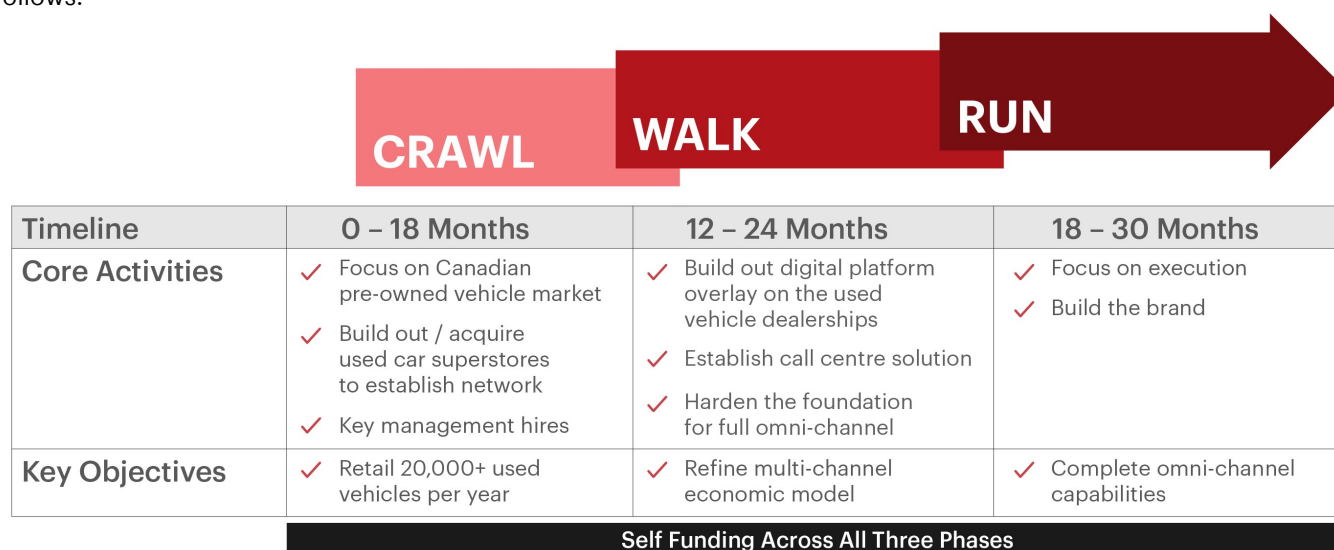 ollows:
CRAWL
WALK
RUN
Timeline
0 – 18 Months
12 – 24 Months
18 – 30 Months
Core Activities
Focus on Canadian
pre-owned vehicle market
Build out / acquire
used car superstores
to establish network
Key management hires
Build out digital platform
overlay on the used
vehicle dealerships
Establish call centre solution
Harden the foundation
for full omni-channel
Focus on execution
Build the brand
Key Objectives
Retail 20,000+ used
vehicles per year
Refine multi-channel
economic model
Complete omni-channel
capabilities
Self Funding Across All Three Phases